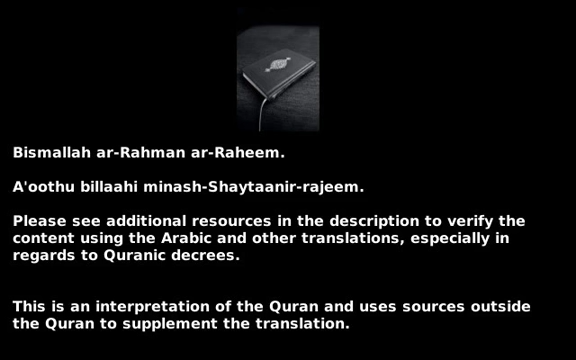 Bismallah ar-Rahman ar-Raheem.
A'oothu billaahi minash-Shaytaanir-rajeem.
Please see additional resources in the description to verify the
content using the Arabic and other translations, especially in
regards to Quranic decrees.
This is an interpretation of the Quran and uses sources outside
the Quran to supplement the translation.